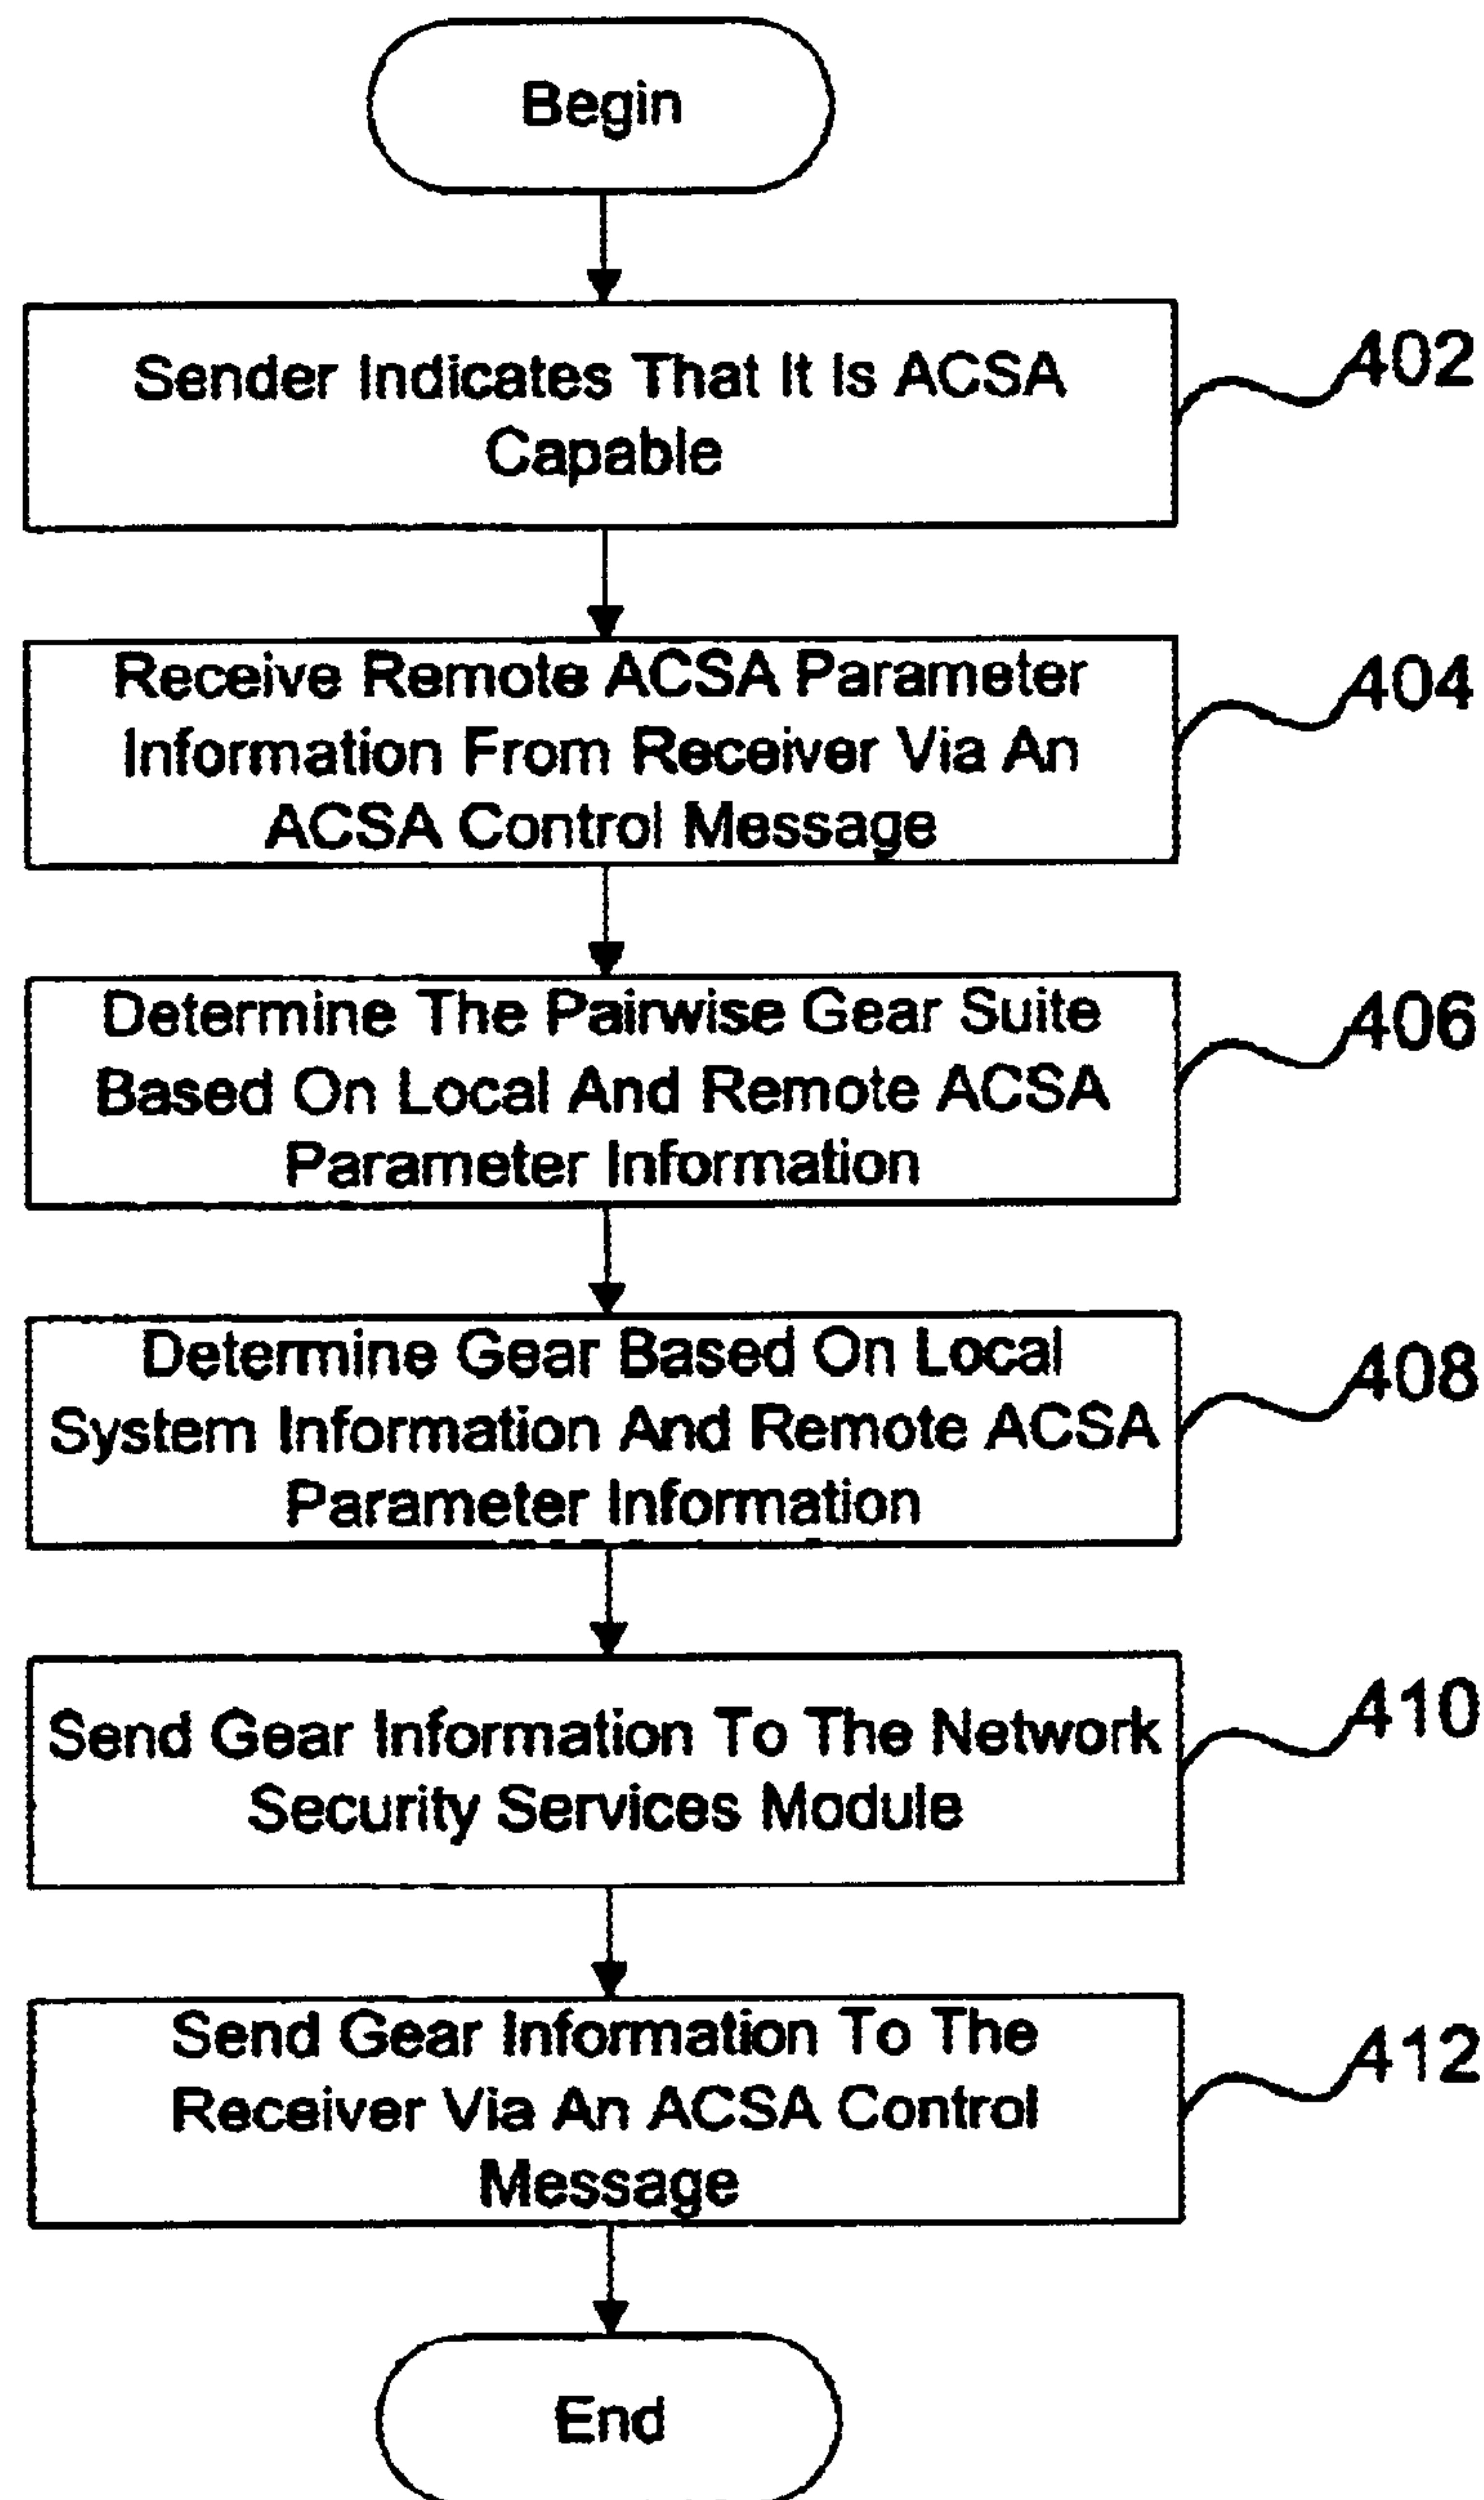 Begin
Sender Indicates That It Is ACSA
Capable
402
Receive Remote ACSA Parameter
Information From Receiver Via An
ACSA Control Message
404
Determine The Pairwise Gear Suite
Based On Local And Remote ACSA
Parameter Information
406
Determine Gear Based On Local
System Information And Remote ACSA
Parameter Information
408
Send Gear Information To The Network
Security Services Module
410
Send Gear Information To The
Receiver Via An ACSA Control
Message
412
End